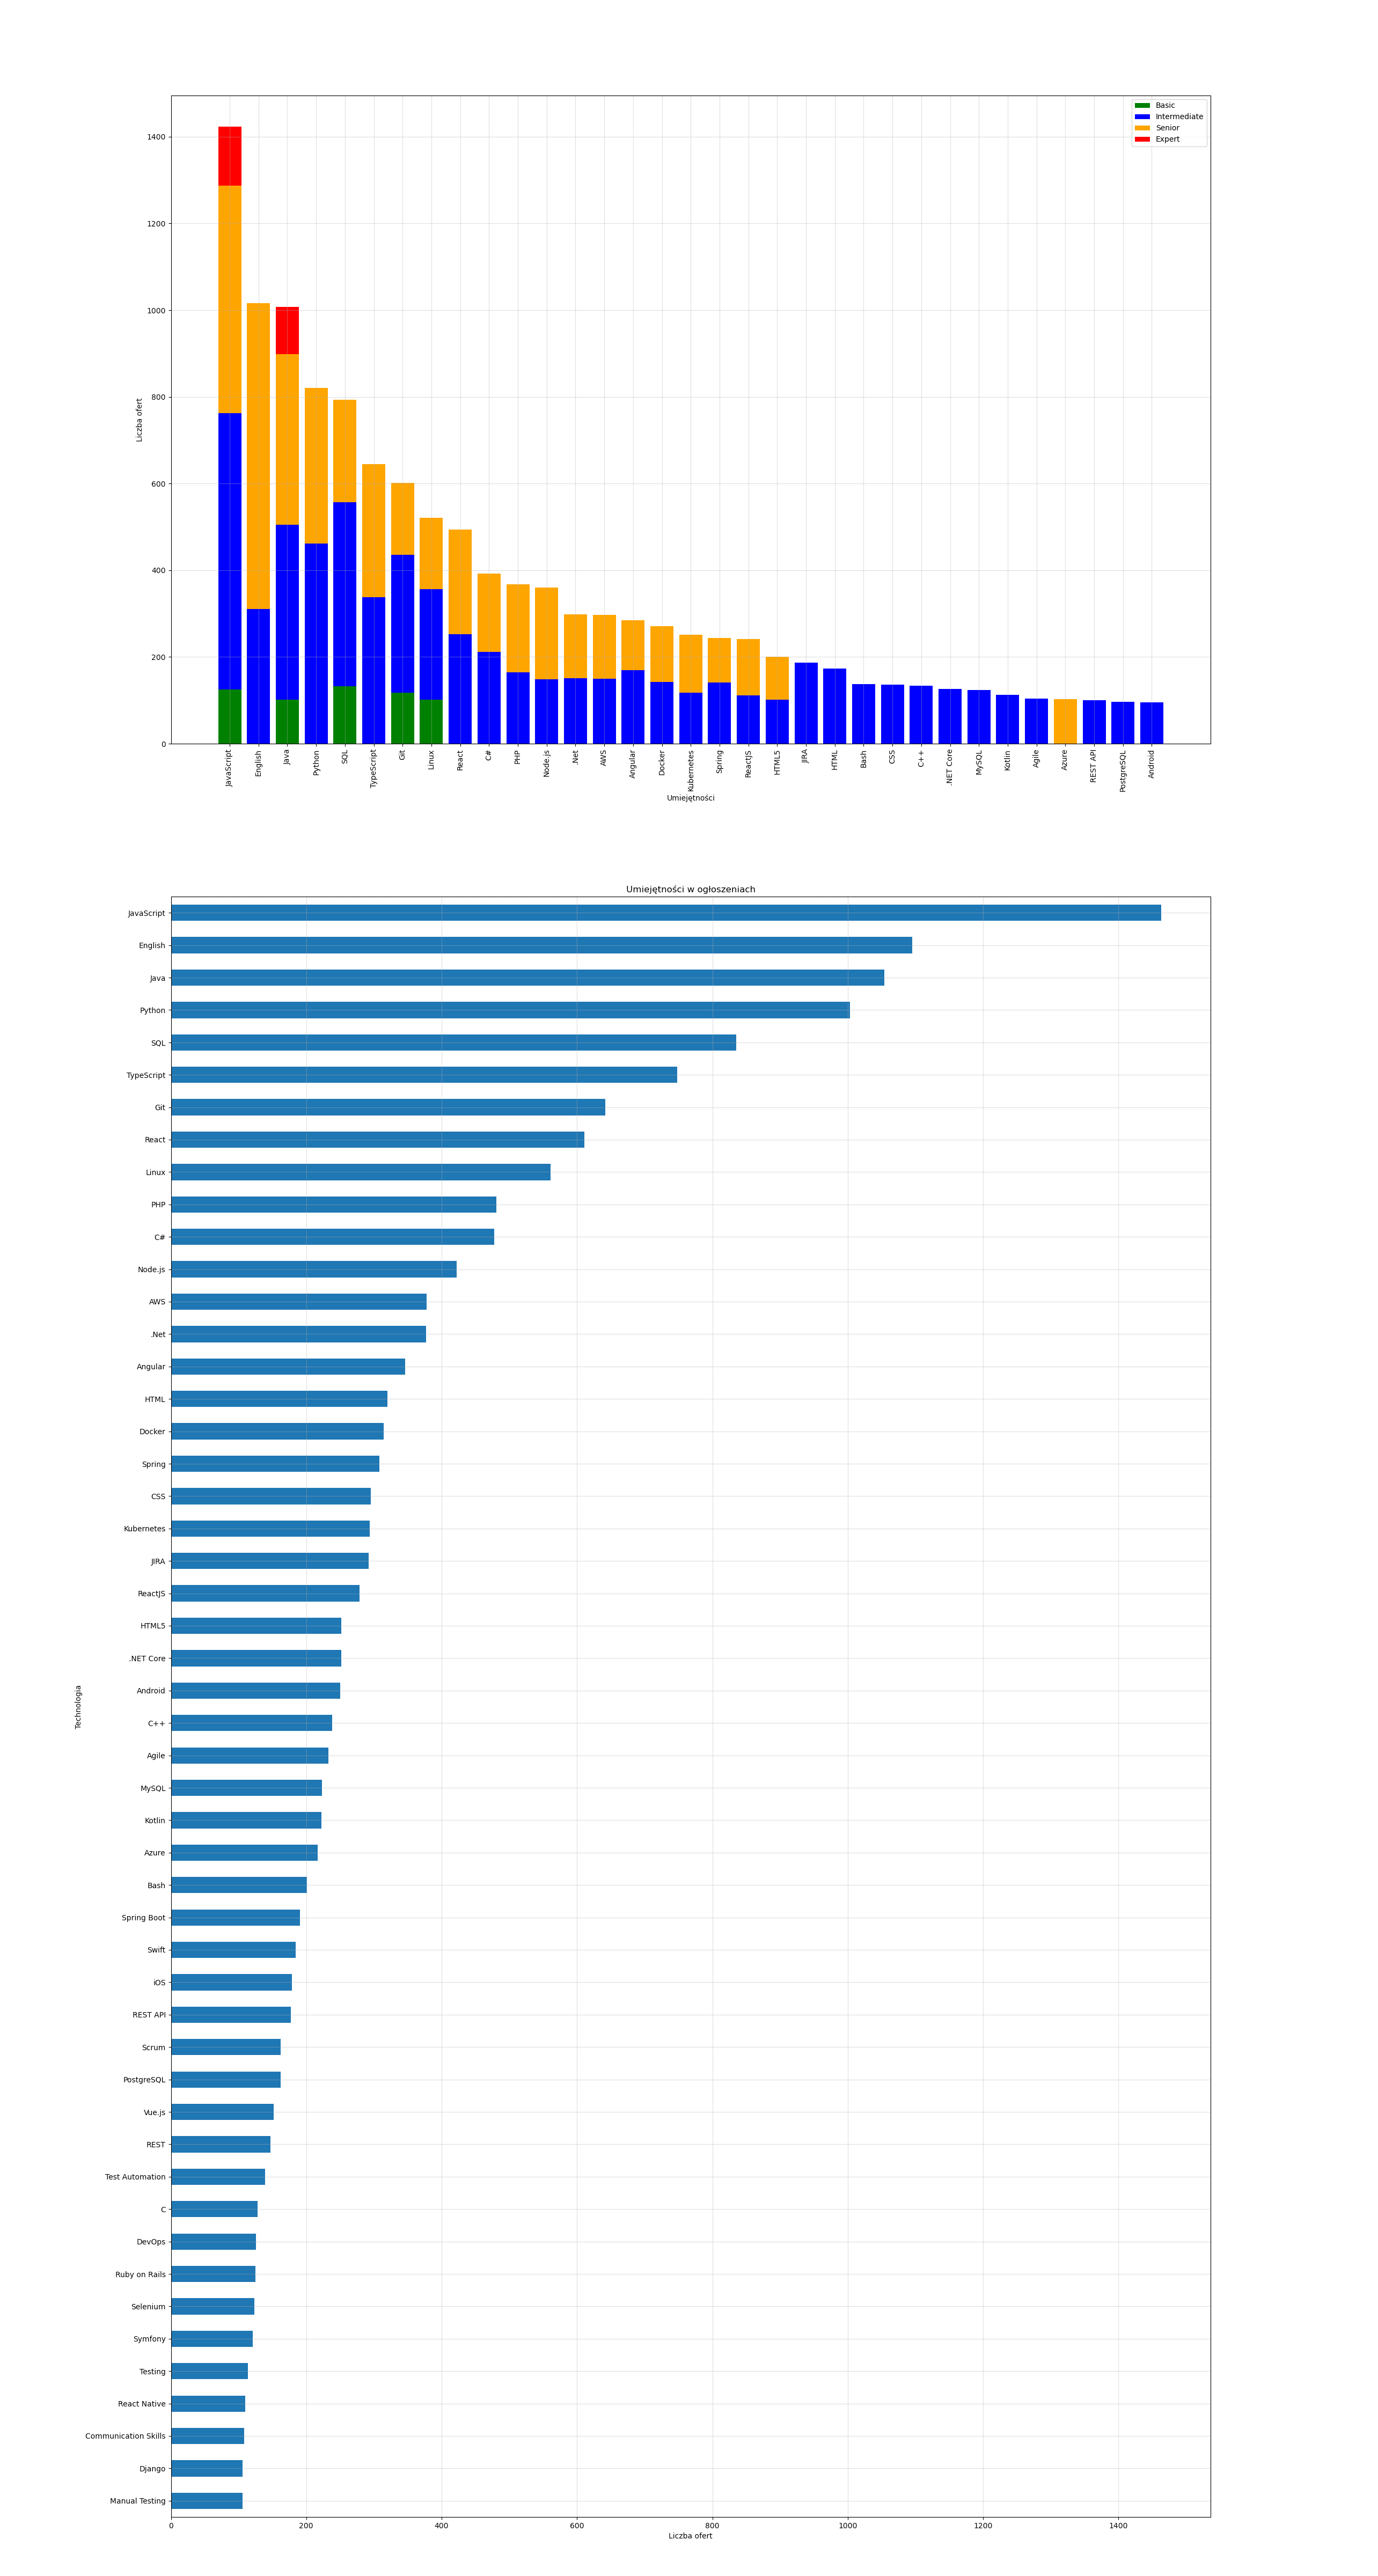 Basic
Intermediate
Senior
Expert
1400
1200
1000
800
600
400
200
0
Liczba ofert
JavaScript
English
Java
Python
SQL
TypeScript
Git
Linux
React
C#
PHP
Node.js
.Net
AWS
Angular
Docker
Kubernetes
Spring
ReactJS
HTML5
JIRA
HTML
Bash
CSS
C++
.NET Core
MySQL
Kotlin
Agile
Azure
REST API
PostgreSQL
Android
Umiejętności
Umiejętności w ogłoszeniach
JavaScript
English
Java
Python
SQL
TypeScript
Git
React
Linux
PHP
C#
Node.js
AWS
.Net
Angular
HTML
Docker
Spring
CSS
Kubernetes
JIRA
ReactJS
HTML5
.NET Core
Android
C++
Agile
MySQL
Kotlin
Azure
Bash
Spring Boot
Swift
iOS
REST API
Scrum
PostgreSQL
Vue.js
REST
Test Automation
C
DevOps
Ruby on Rails
Selenium
Symfony
Testing
React Native
Communication Skills
Django
Manual Testing
Technologia
0 200 400 600 800 1000 1200 1400
Liczba ofert